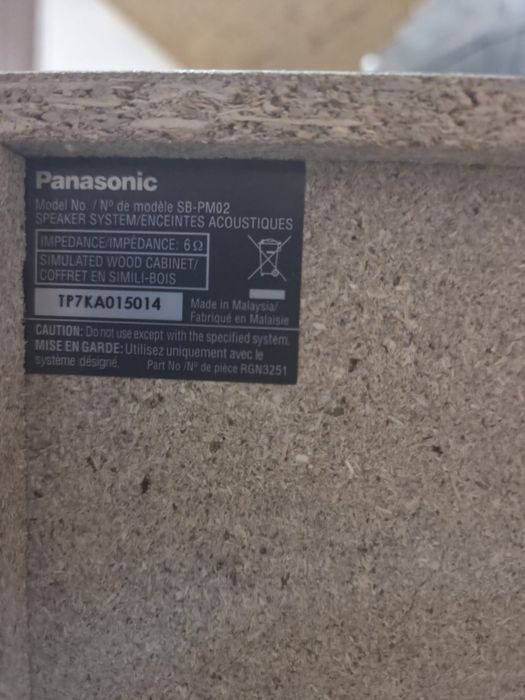 Panasonic
Model No. / Nº de modèle SB-PM02
SPEAKER SYSTEM/ENCEINTES ACOUSTIQUES
IMPEDANCE/IMPÉDANCE: 6 Ω
SIMULATED WOOD CABINET/
COFFRET EN SIMILI-BOIS
TP7KA015014
Made in Malaysia/
Fabriqué en Malaisie
CAUTION: Do not use except with the specified system.
MISE EN GARDE: Utilisez uniquement avec le
système désigné.
Part No /Nº de pièce RGN3251